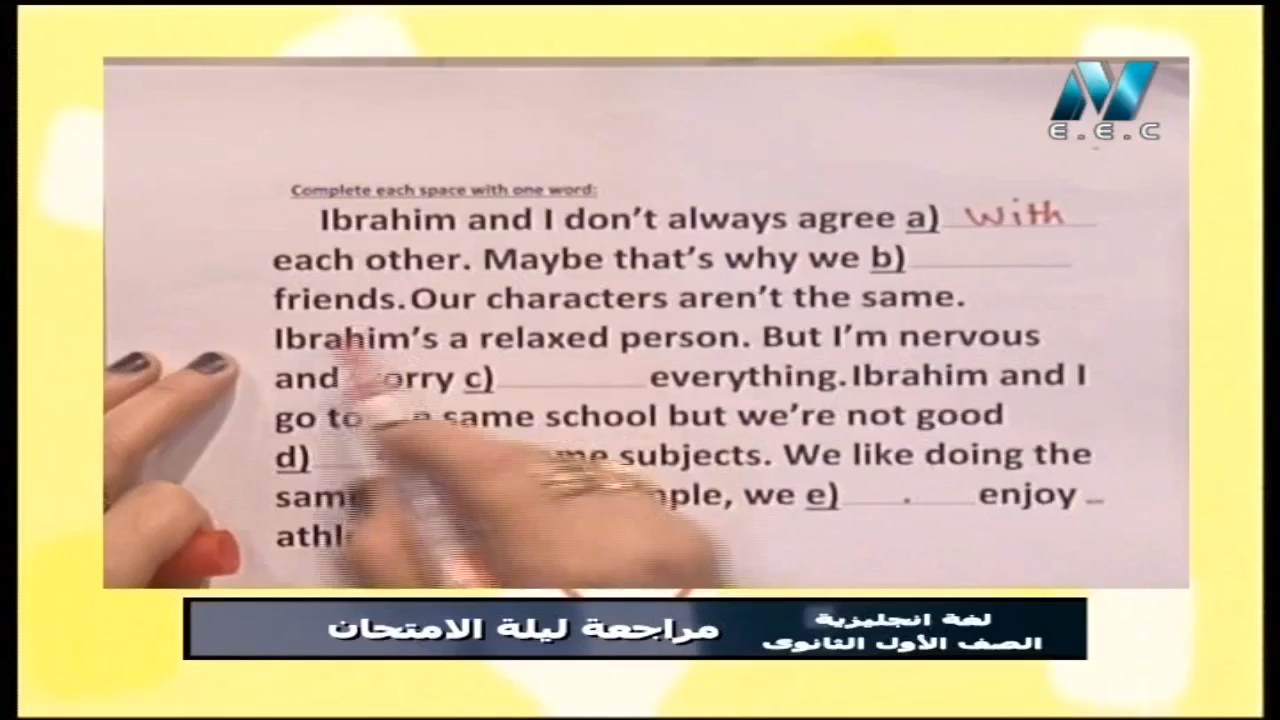 E.E.C
Complete each space with one word:
Ibrahim and I don't always agree a) with
each other. Maybe that's why we b)
friends. Our characters aren't the same.
Ibrahim's a relaxed person. But I'm nervous
and c) everything. Ibrahim and I
go same school but we're not good
d) subjects. We like doing the
we e) enjoy
لغة انجليزية
الصف الأول الثانوى
مراجعة ليلة الامتحان